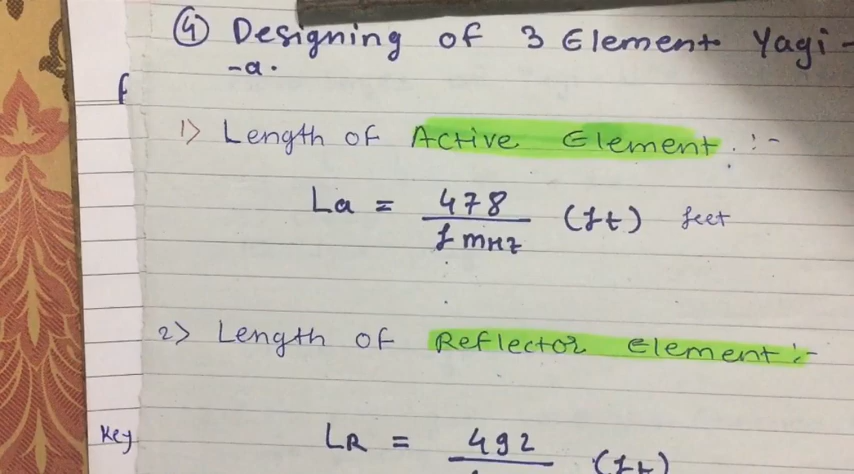 ④ Designing of 3 Element Yagi -
-a.
f
1> Length of Active Element. :-
La = 478 / f MHz (ft) feet
2> Length of Reflector Element :-
Key
LR = 492 (ft)